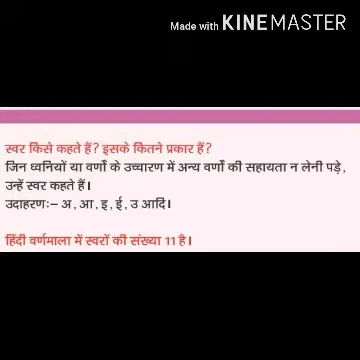 Made with KINEMASTER
स्वर किसे कहते हैं? इसके कितने प्रकार हैं?
जिन ध्वनियों या वर्णों के उच्चारण में अन्य वर्णों की सहायता न लेनी पड़े,
उन्हें स्वर कहते हैं।
उदाहरणः– अ, आ, इ, ई, उ आदि।
हिंदी वर्णमाला में स्वरों की संख्या 11 है।